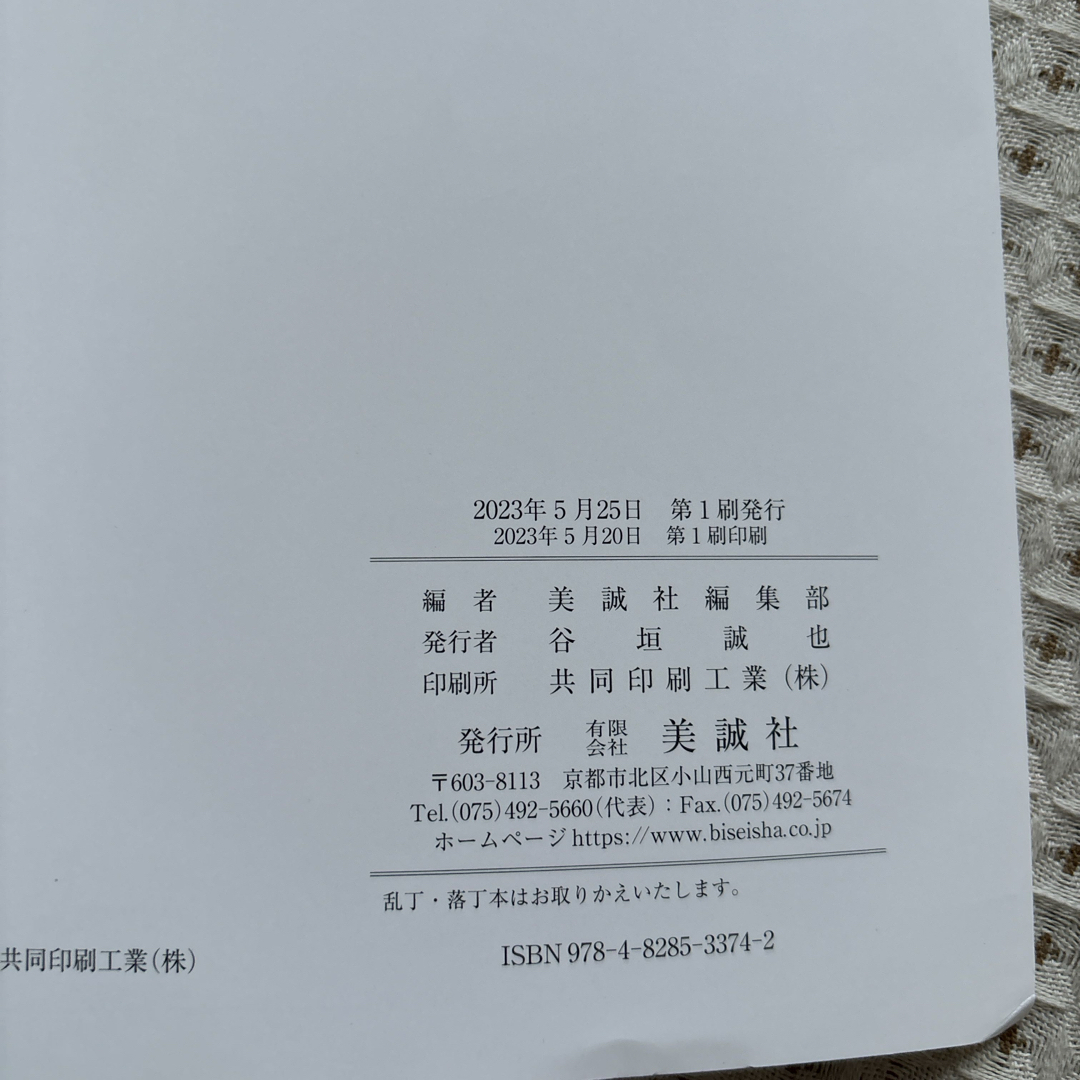 2023年5月25日　第1刷発行
2023年5月20日　第1刷印刷
編者　美誠社編集部
発行者　谷垣誠也
印刷所　共同印刷工業(株)
発行所　有限会社　美誠社
〒603-8113　京都市北区小山西元町37番地
Tel.(075)492-5660(代表)：Fax.(075)492-5674
ホームページ https://www.biseisha.co.jp
乱丁・落丁本はお取りかえいたします。
共同印刷工業(株)
ISBN 978-4-8285-3374-2